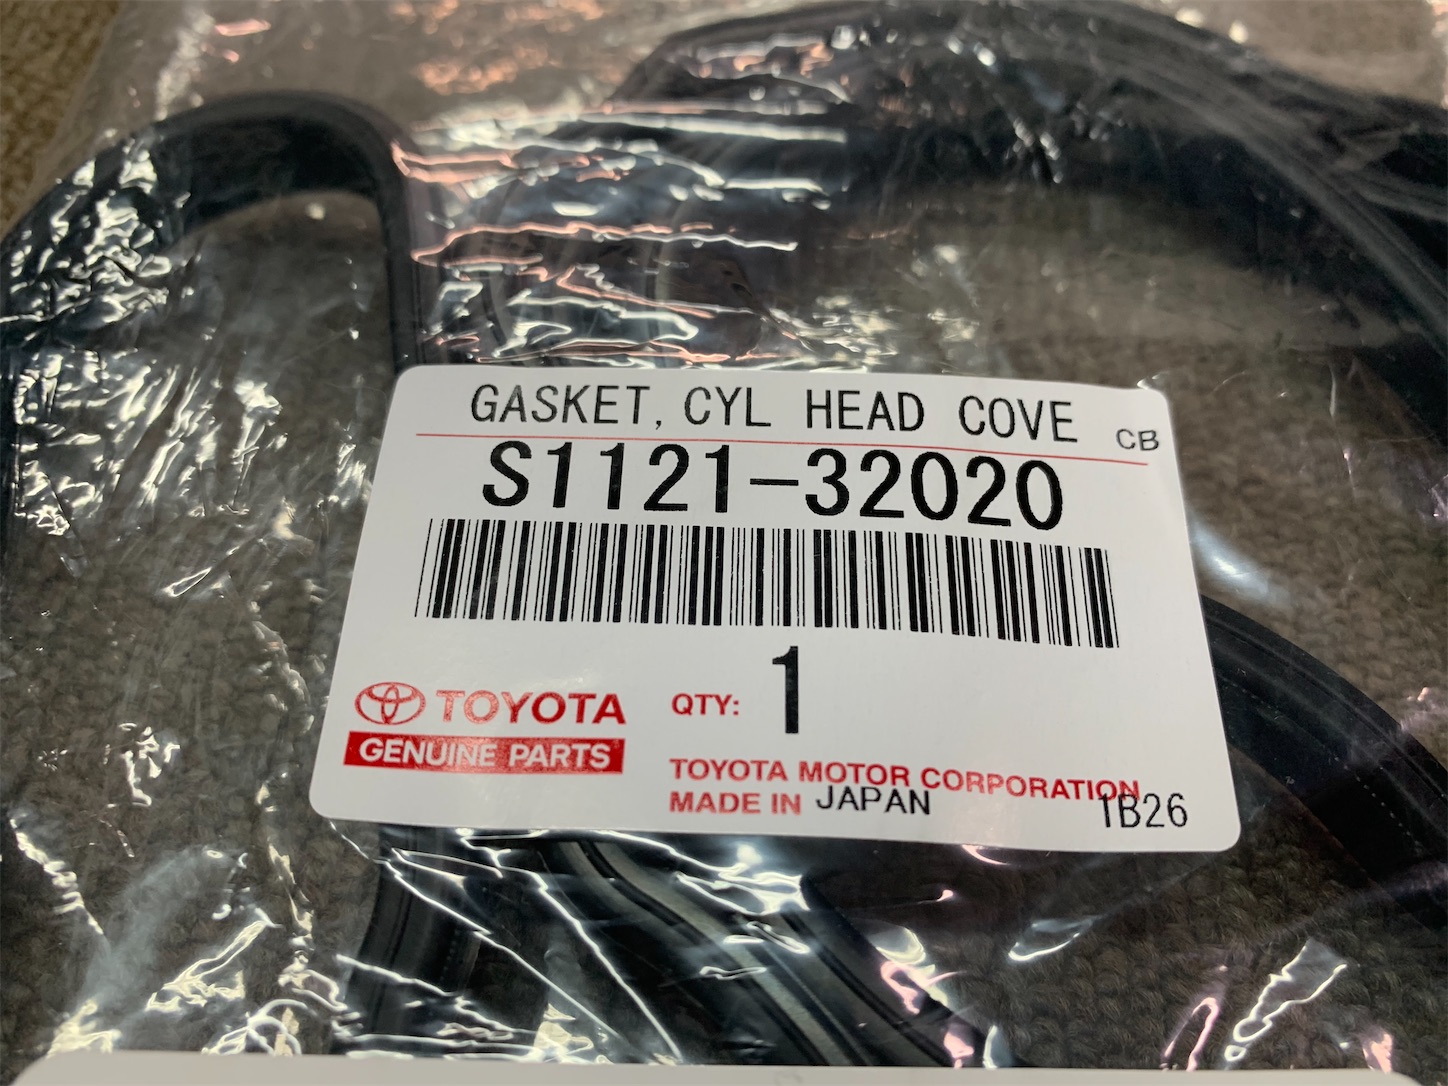 GASKET, CYL HEAD COVE CB
S1121-32020
QTY: 1
TOYOTA
GENUINE PARTS
TOYOTA MOTOR CORPORATION
MADE IN JAPAN 1B26